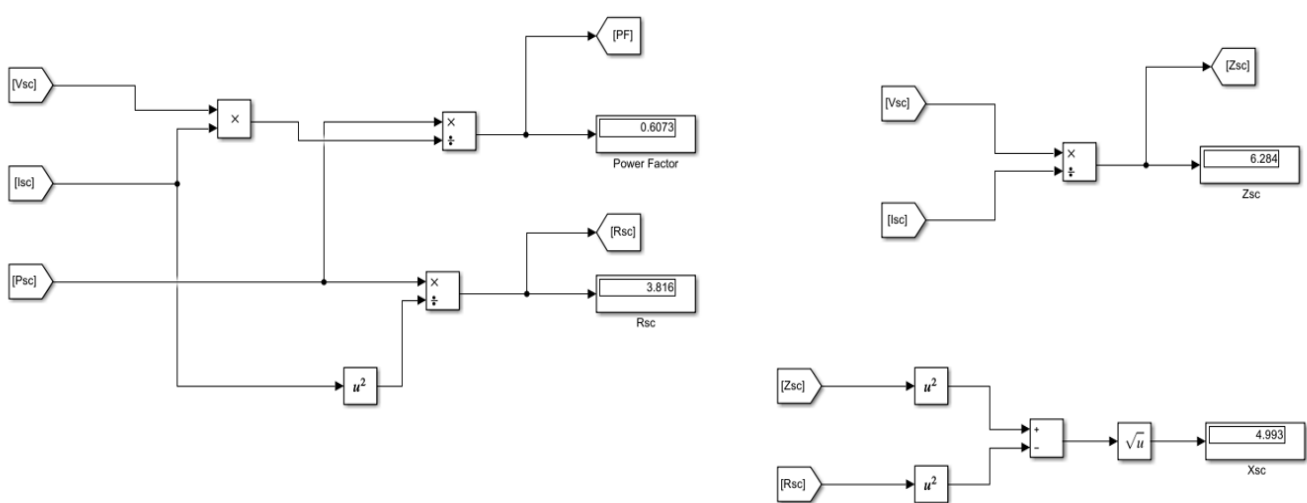 [PF]
[Vsc]
×
×
÷
0.6073
Power Factor
[Isc]
[Rsc]
[Psc]
×
÷
3.816
Rsc
u²
[Zsc]
[Vsc]
×
÷
6.284
Zsc
[Isc]
[Zsc]
u²
+
−
√u
4.993
Xsc
[Rsc]
u²